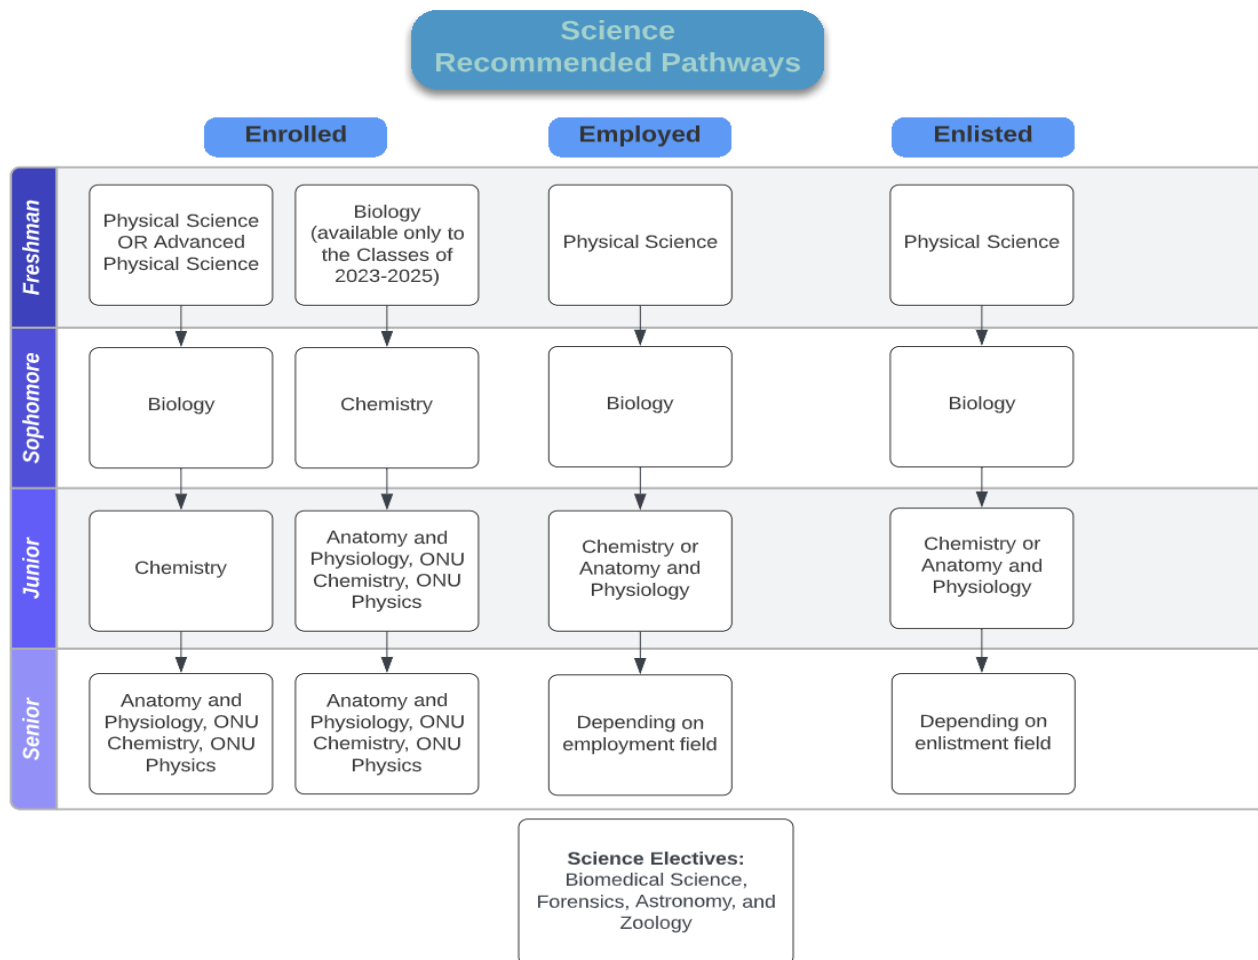 Science
Recommended Pathways
Enrolled
Employed
Enlisted
Freshman
Physical Science
OR Advanced
Physical Science
Biology
(available only to
the Classes of
2023-2025)
Physical Science
Physical Science
Sophomore
Biology
Chemistry
Biology
Biology
Junior
Chemistry
Anatomy and
Physiology, ONU
Chemistry, ONU
Physics
Chemistry or
Anatomy and
Physiology
Chemistry or
Anatomy and
Physiology
Senior
Anatomy and
Physiology, ONU
Chemistry, ONU
Physics
Anatomy and
Physiology, ONU
Chemistry, ONU
Physics
Depending on
employment field
Depending on
enlistment field
Science Electives:
Biomedical Science,
Forensics, Astronomy, and
Zoology